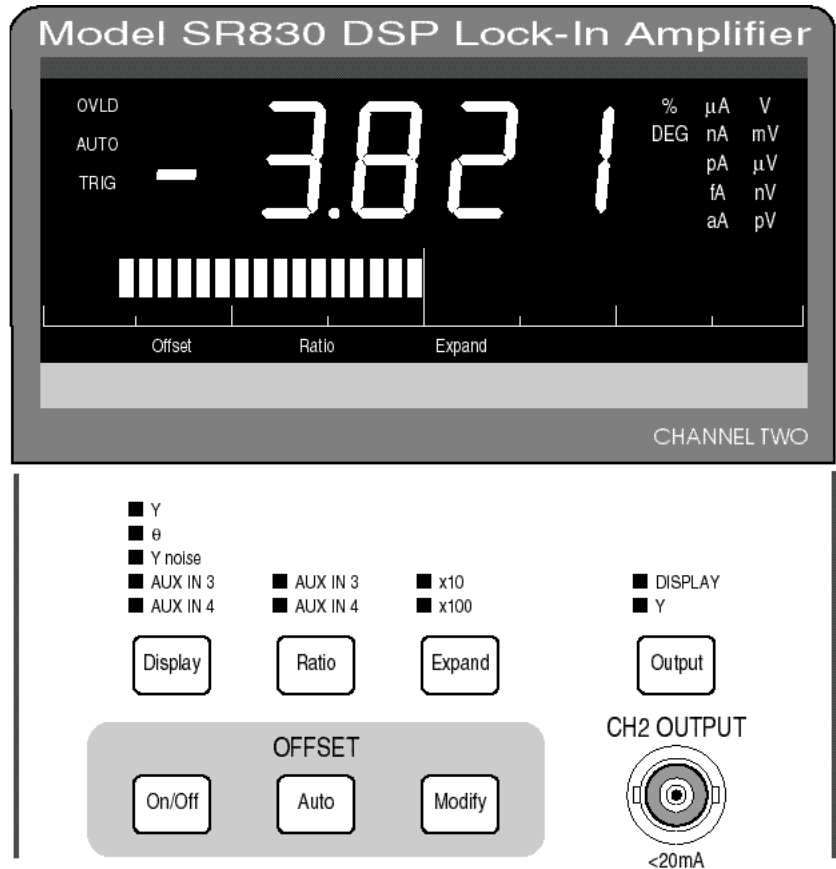 Model SR830 DSP Lock-In Amplifier
OVLD
AUTO
TRIG
- 3.821
% µA V
DEG nA mV
pA µV
fA nV
aA pV
Offset Ratio Expand
CHANNEL TWO
Y
θ
Y noise
AUX IN 3 AUX IN 3 x10 DISPLAY
AUX IN 4 AUX IN 4 x100 Y
Display Ratio Expand Output
OFFSET
CH2 OUTPUT
On/Off Auto Modify
<20mA